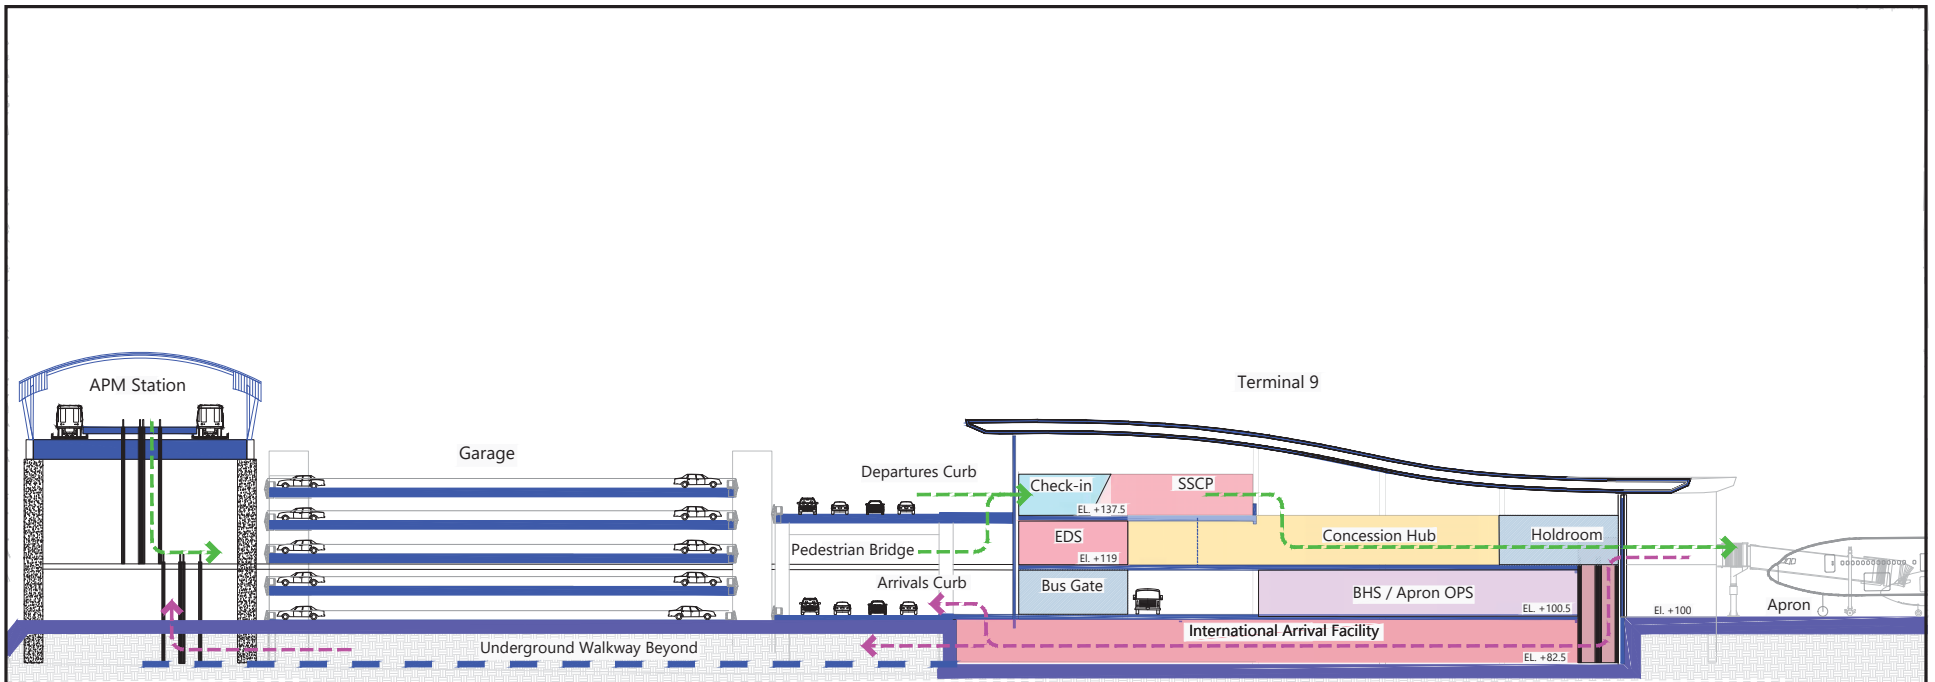 Terminal 9
APM Station
Garage
Departures Curb
Check-in
SSCP
EL. +137.5
Pedestrian Bridge
EDS
El. +119
Concession Hub
Holdroom
Arrivals Curb
Bus Gate
BHS / Apron OPS
EL. +100.5
El. +100
Apron
International Arrival Facility
Underground Walkway Beyond
EL. +82.5